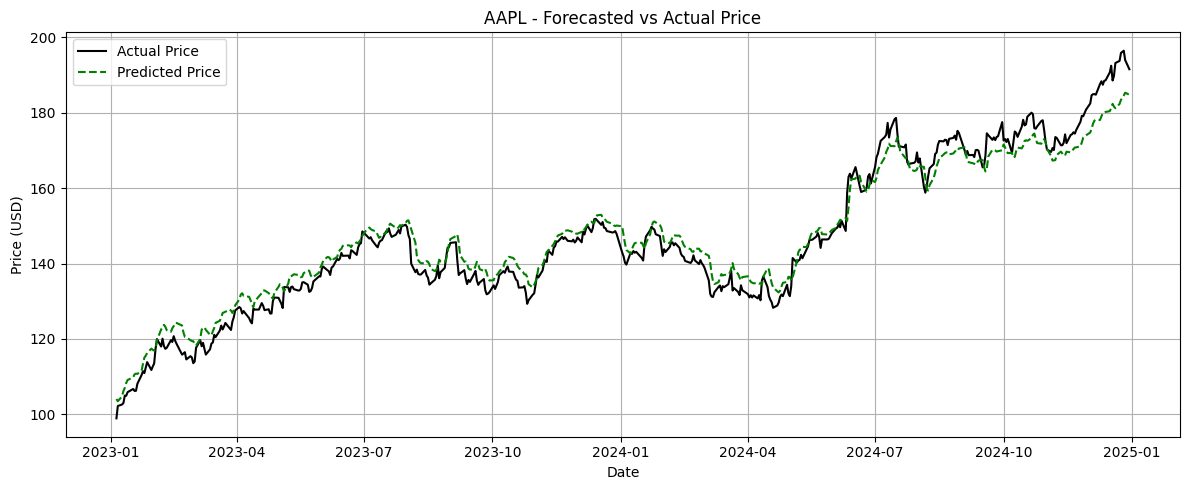 AAPL - Forecasted vs Actual Price
Actual Price
Predicted Price
Price (USD)
200
180
160
140
120
100
2023-01 2023-04 2023-07 2023-10 2024-01 2024-04 2024-07 2024-10 2025-01
Date